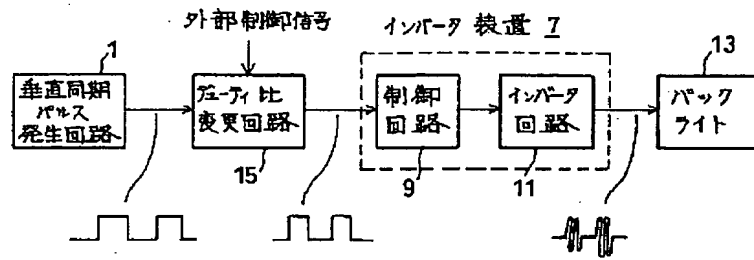 外部制御信号
インバータ装置 7
1
垂直同期
パルス
発生回路
デューティ比
変更回路
15
制御
回路
9
インバータ
回路
11
13
バック
ライト